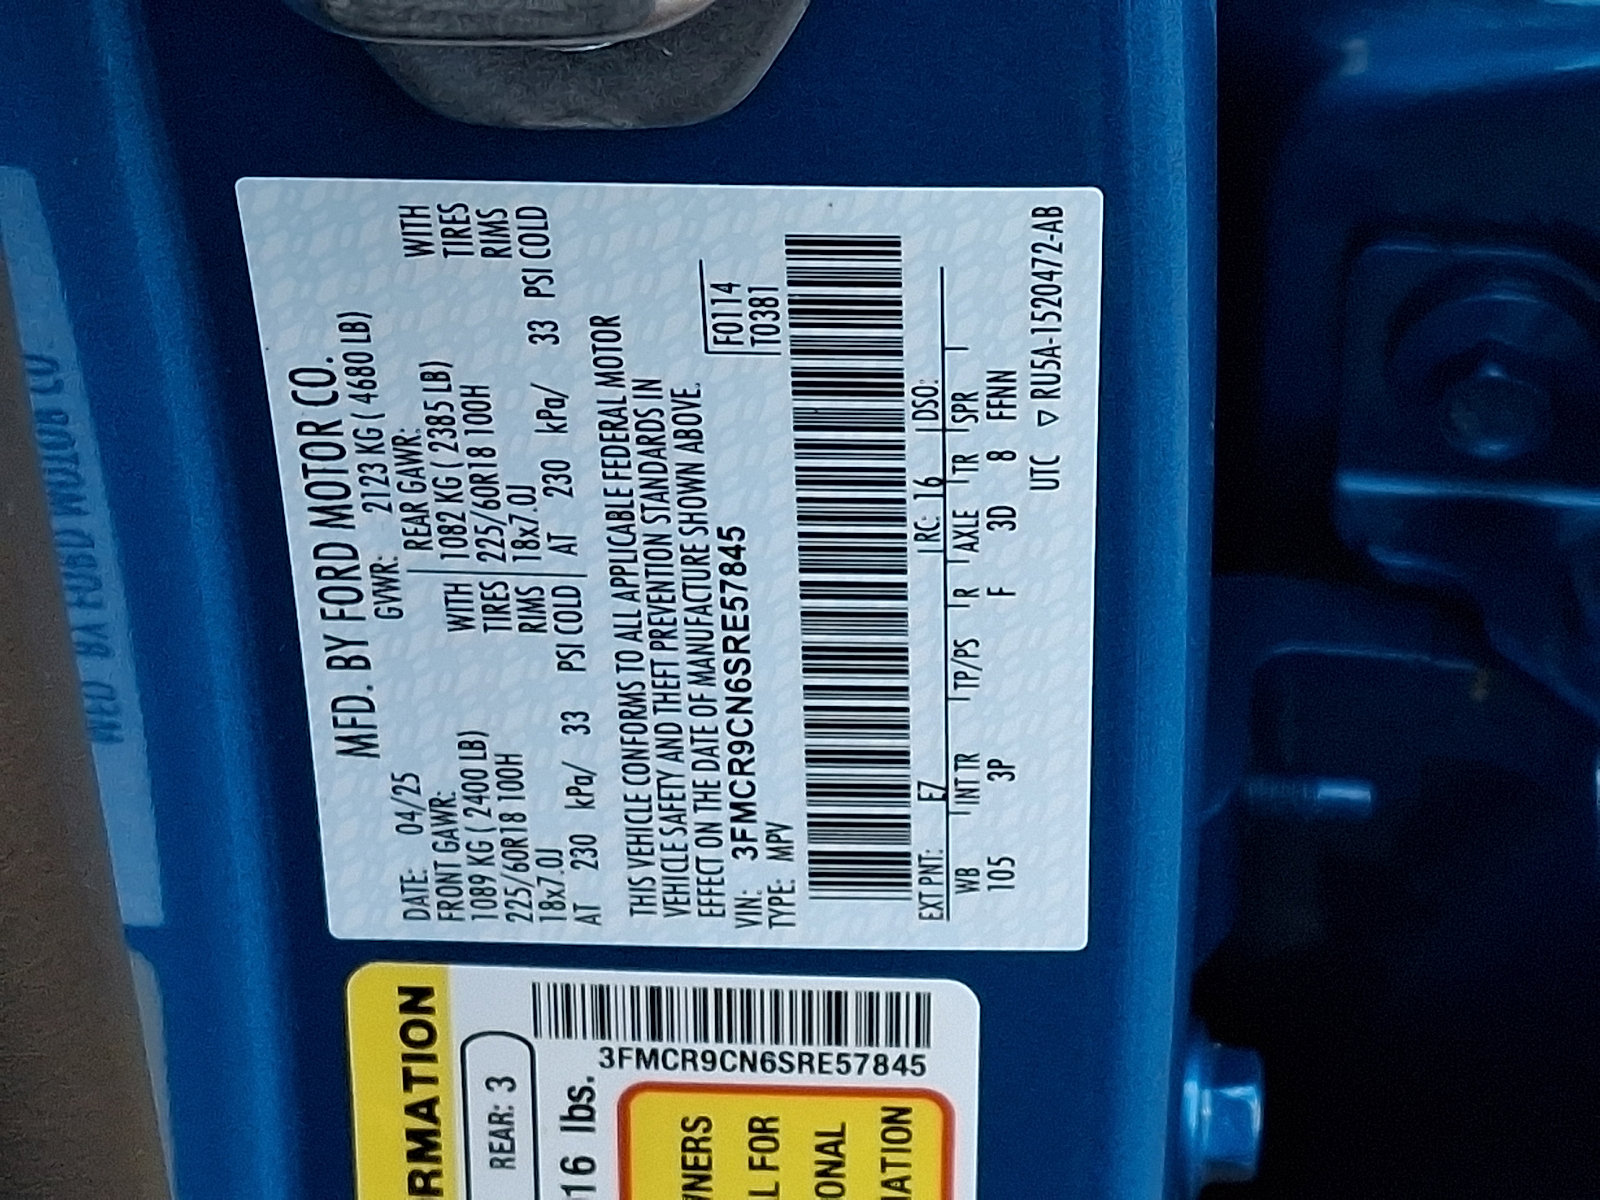 MFD. BY FORD MOTOR CO.
DATE: 04/25 GVWR: 2123 KG ( 4680 LB)
FRONT GAWR: REAR GAWR:
1089 KG ( 2400 LB) WITH 1082 KG ( 2385 LB) WITH
225/60R18 100H TIRES 225/60R18 100H TIRES
18x7.0J RIMS 18x7.0J RIMS
AT 230 kPa/ 33 PSI COLD AT 230 kPa/ 33 PSI COLD
THIS VEHICLE CONFORMS TO ALL APPLICABLE FEDERAL MOTOR
VEHICLE SAFETY AND THEFT PREVENTION STANDARDS IN
EFFECT ON THE DATE OF MANUFACTURE SHOWN ABOVE.
VIN: 3FMCR9CN6SRE57845 F0114
TYPE: MPV T0381
EXT PNT: E7 RC: 16 DSO:
WB INT TR TP/PS R AXLE TR SPR
105 3P F 3D 8 FFNN
UTC ▽ RU5A-1520472-AB
RMATION
REAR: 3
16 lbs.
3FMCR9CN6SRE57845
NERS
L FOR
ONAL
ATION
MFD. BY FORD MOTOR CO.